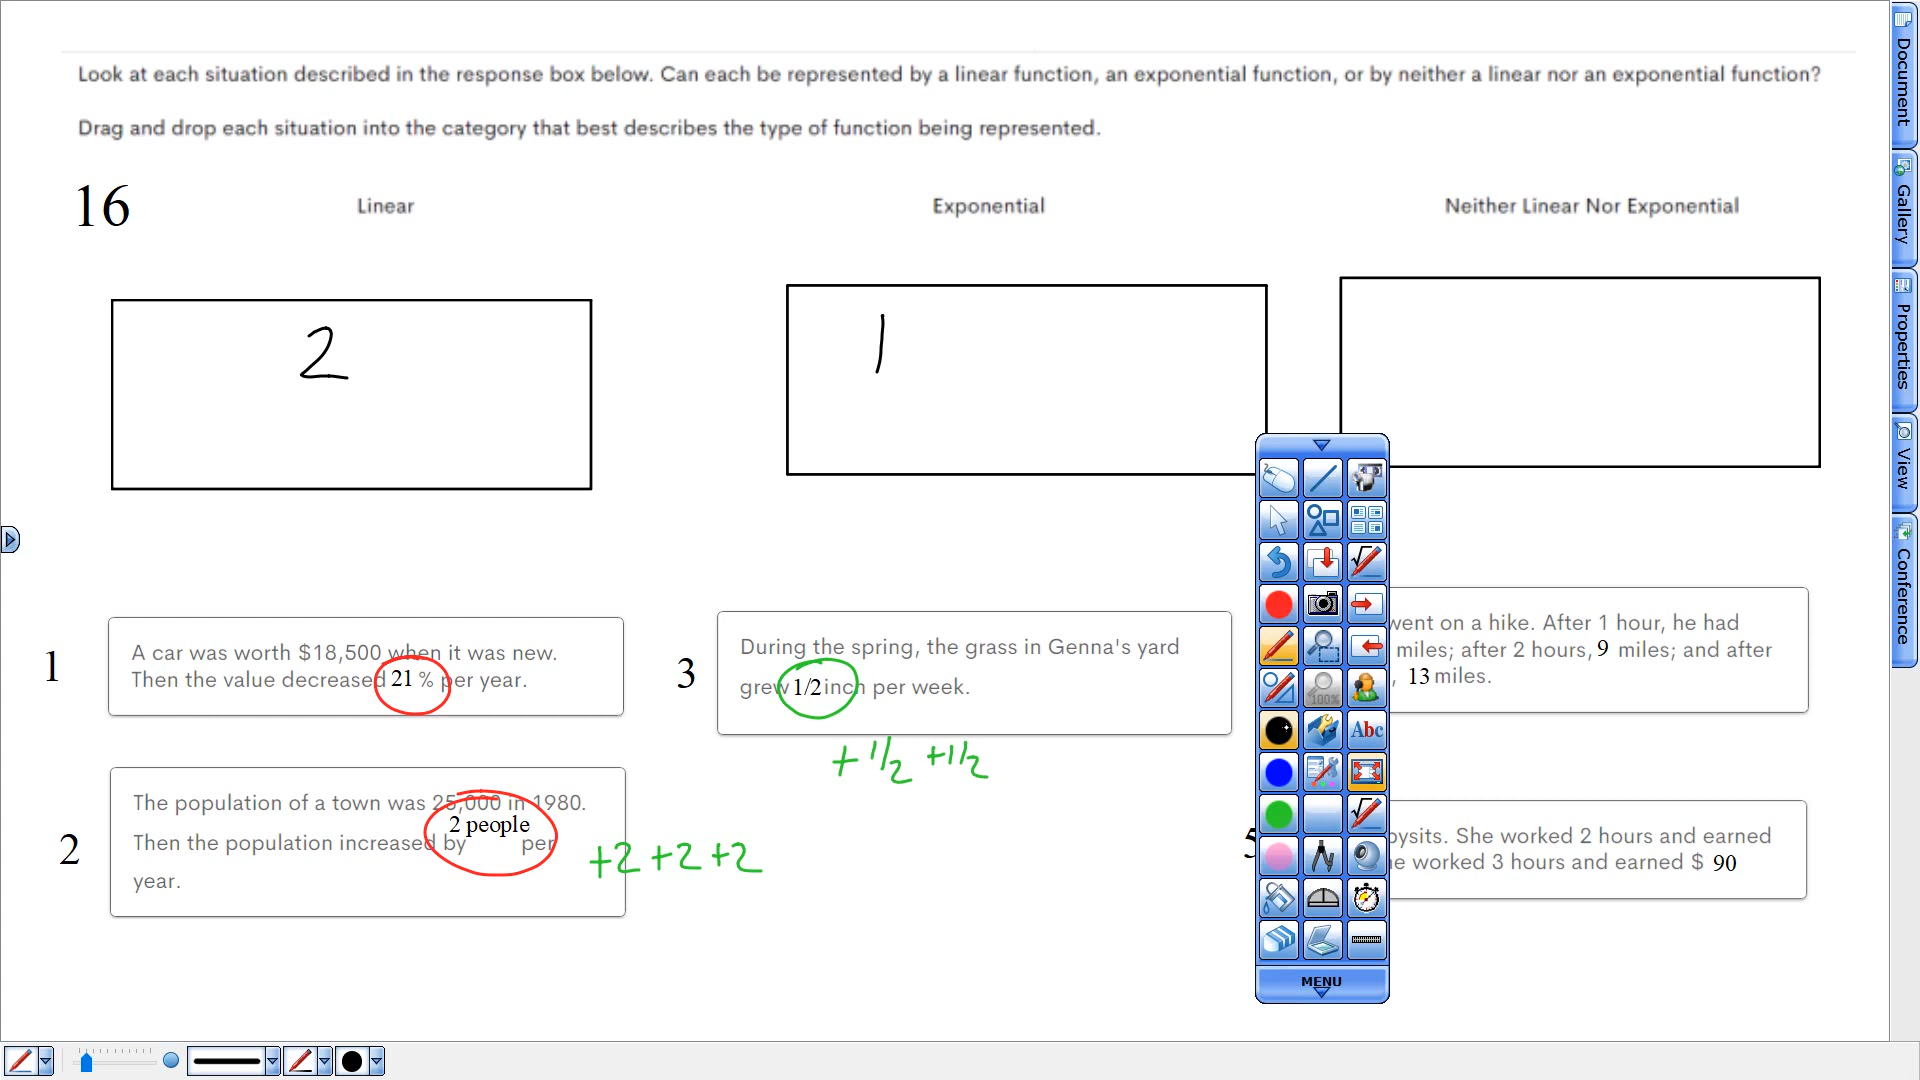 Look at each situation described in the response box below. Can each be represented by a linear function, an exponential function, or by neither a linear nor an exponential function?
Drag and drop each situation into the category that best describes the type of function being represented.
16
Linear
Exponential
Neither Linear Nor Exponential
2
1
1
A car was worth $18,500 when it was new.
Then the value decreased 21 % per year.
2
The population of a town was 25,000 in 1980.
Then the population increased by 2 people per
year.
+2 +2 +2
3
During the spring, the grass in Genna's yard
grew 1/2 inch per week.
+ 1/2 +1/2
went on a hike. After 1 hour, he had
miles; after 2 hours, 9 miles; and after
, 13 miles.
5
ysits. She worked 2 hours and earned
e worked 3 hours and earned $ 90
100%
Abc
MENU
Document
Gallery
Properties
View
Conference